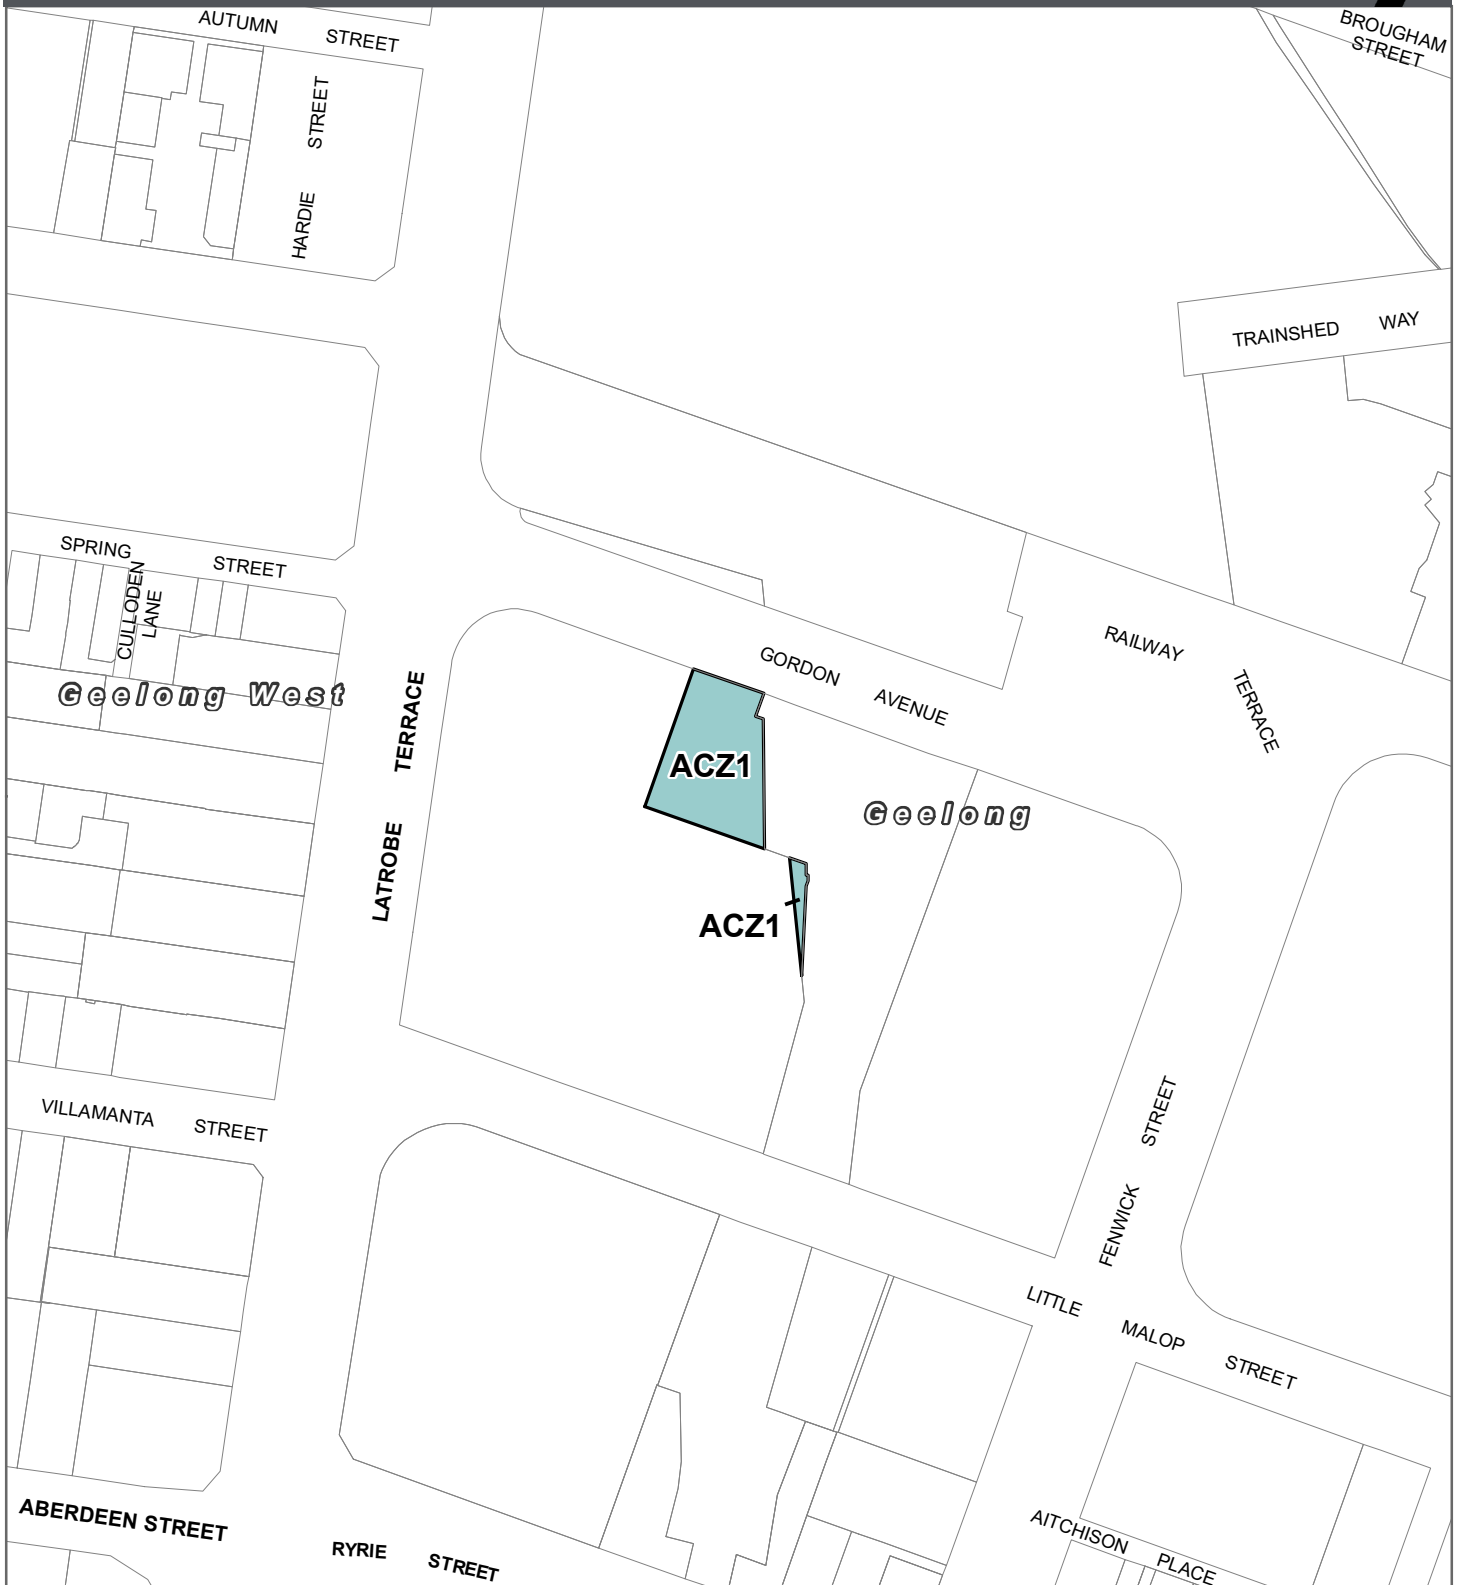 AUTUMN STREET
BROUGHAM
STREET
HARDIE STREET
TRAINSHED WAY
SPRING STREET
CULLODEN
LANE
RAILWAY TERRACE
GORDON AVENUE
Geelong West
LATROBE TERRACE
ACZ1
Geelong
ACZ1
VILLAMANTA STREET
FENWICK STREET
LITTLE MALOP STREET
ABERDEEN STREET
RYRIE STREET
AITCHISON PLACE